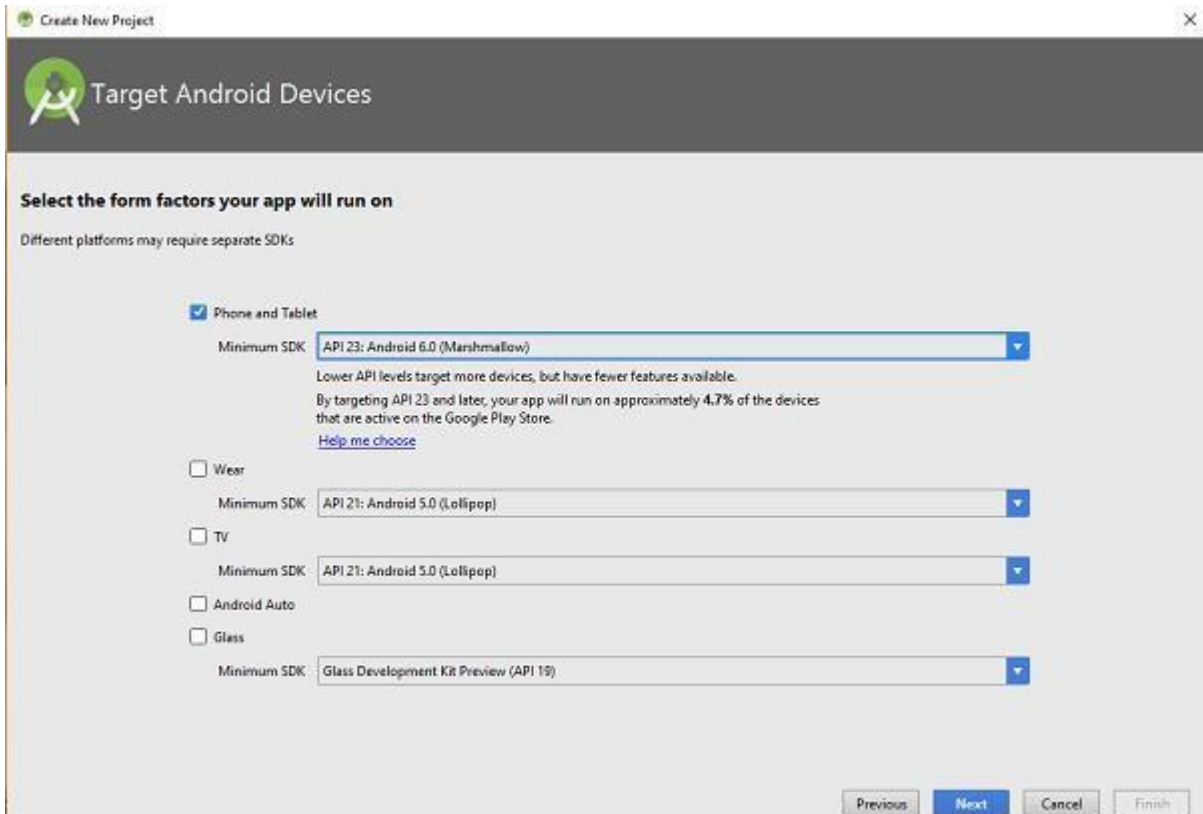 Create New Project
Target Android Devices
Select the form factors your app will run on
Different platforms may require separate SDKs
Phone and Tablet
Minimum SDK API 23: Android 6.0 (Marshmallow)
Lower API levels target more devices, but have fewer features available.
By targeting API 23 and later, your app will run on approximately 4.7% of the devices
that are active on the Google Play Store.
Help me choose
Wear
Minimum SDK API 21: Android 5.0 (Lollipop)
TV
Minimum SDK API 21: Android 5.0 (Lollipop)
Android Auto
Glass
Minimum SDK Glass Development Kit Preview (API 19)
Previous Next Cancel Finish